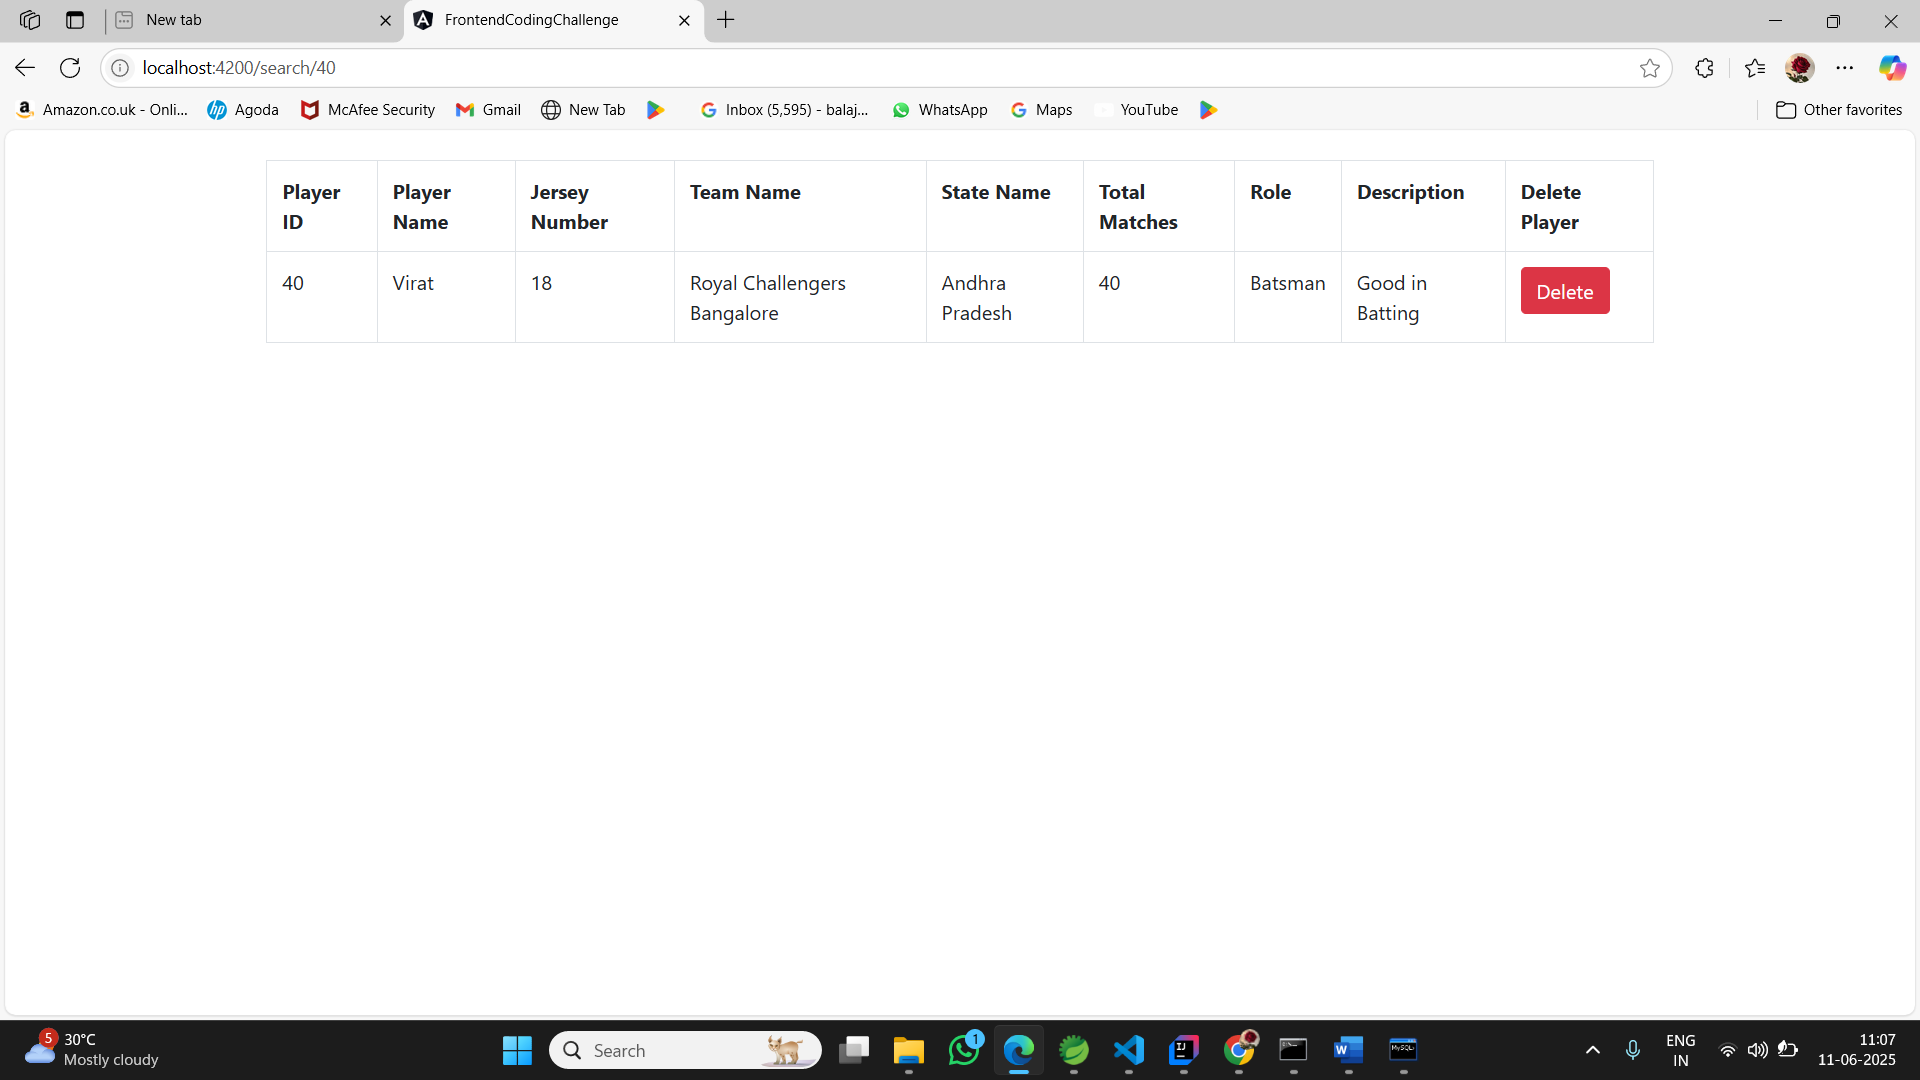 New tab
FrontendCodingChallenge
localhost:4200/search/40
Amazon.co.uk - Onli...
Agoda
McAfee Security
Gmail
New Tab
Inbox (5,595) - balaj...
WhatsApp
Maps
YouTube
Other favorites
Player ID
Player Name
Jersey Number
Team Name
State Name
Total Matches
Role
Description
Delete Player
40
Virat
18
Royal Challengers Bangalore
Andhra Pradesh
40
Batsman
Good in Batting
Delete
5
30°C
Mostly cloudy
Search
1
ENG
IN
11:07
11-06-2025